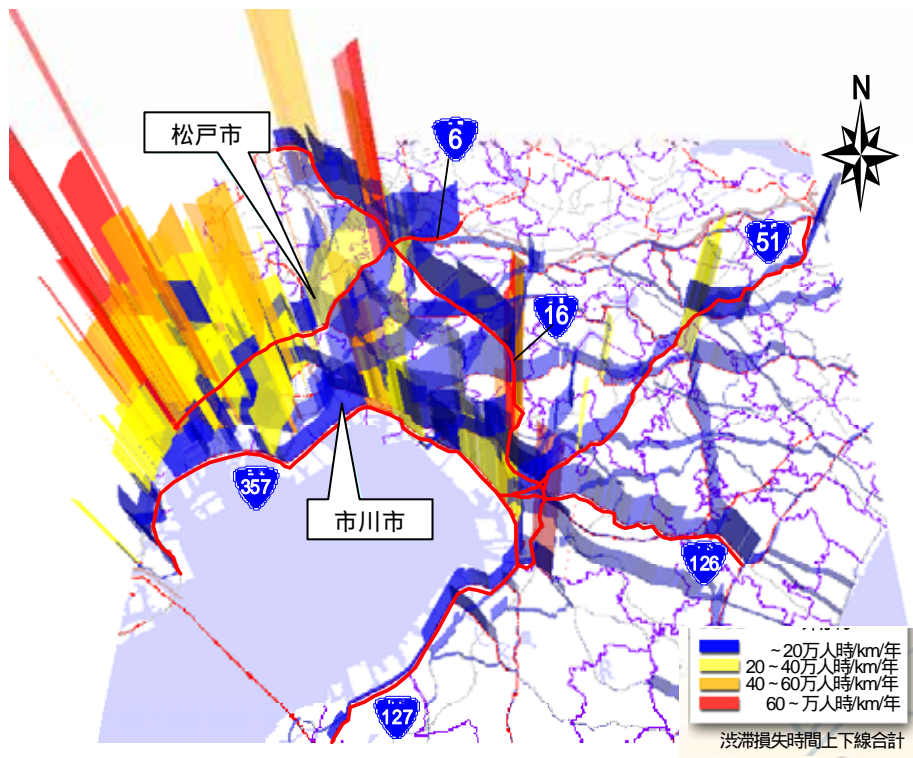 N
松戸市
6
51
16
357
市川市
126
127
~20万人時/km/年
20~40万人時/km/年
40~60万人時/km/年
60~万人時/km/年
渋滞損失時間上下線合計